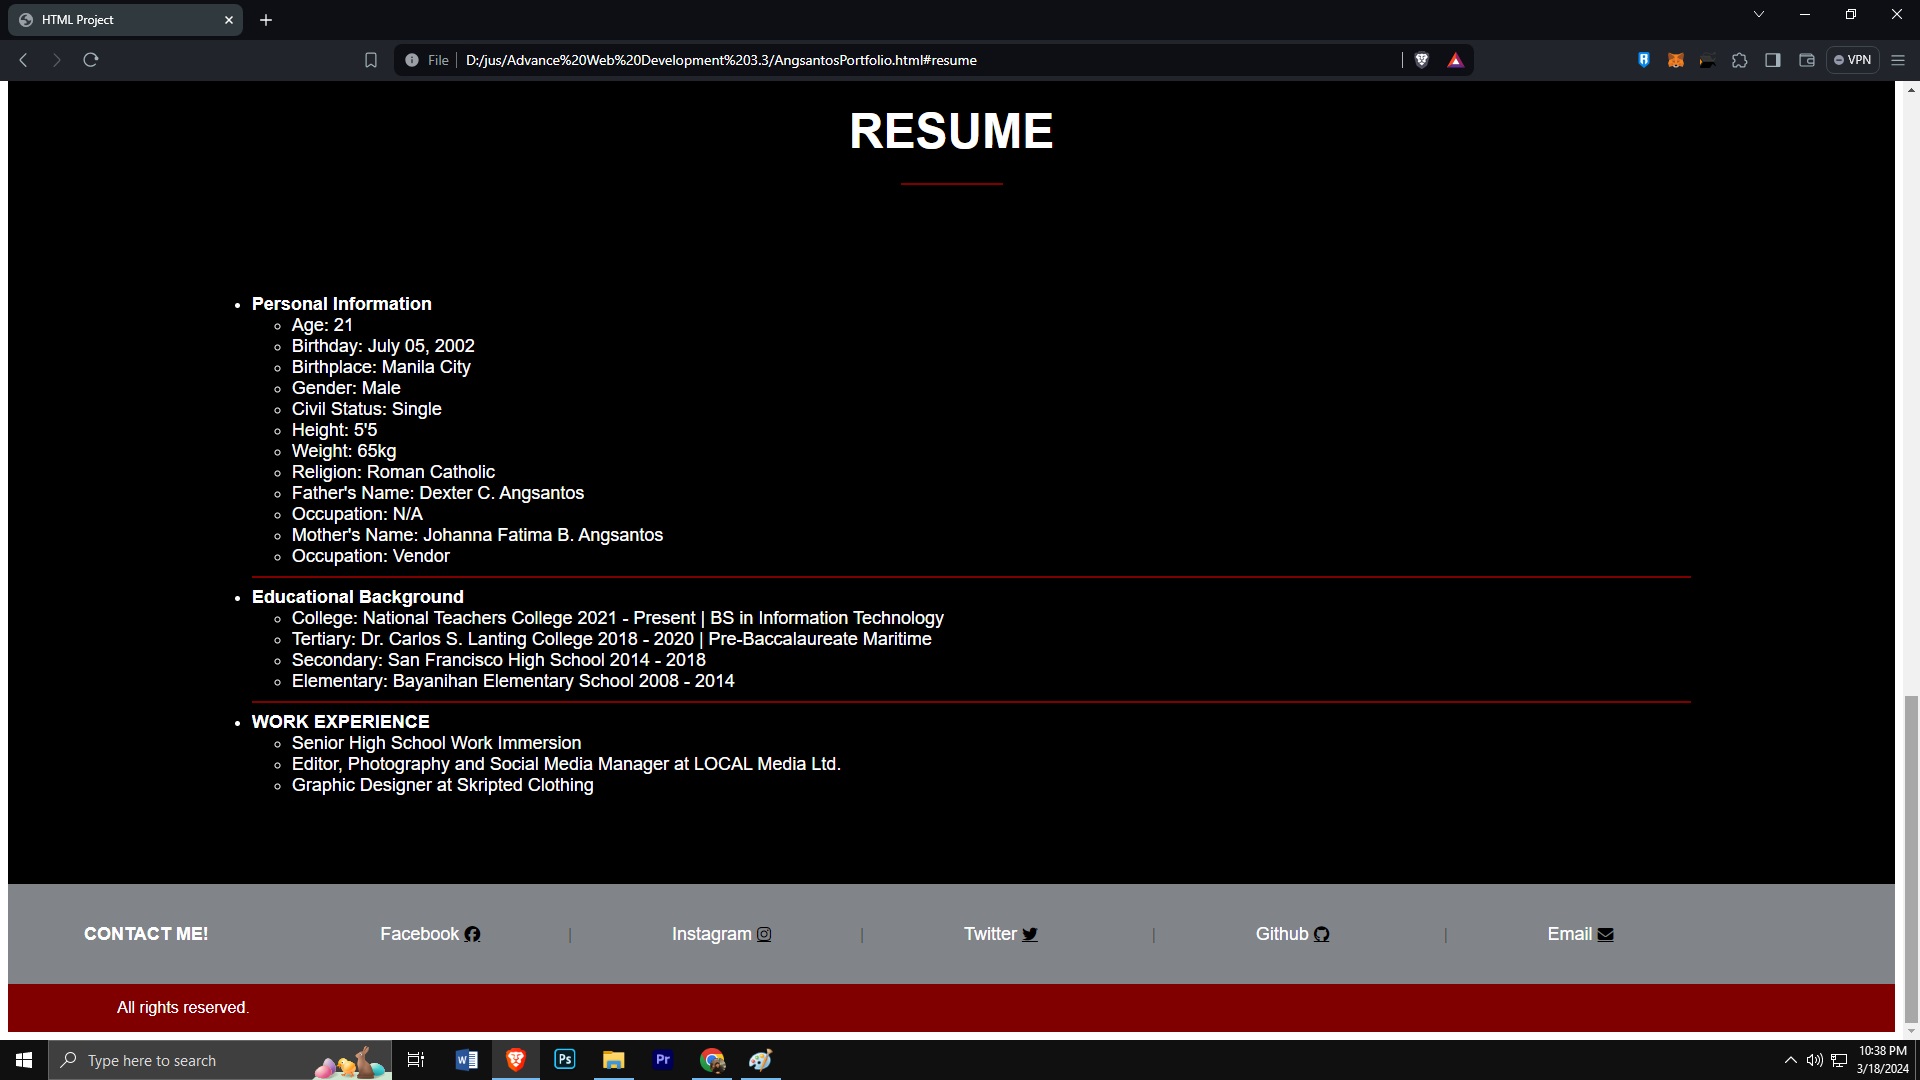 HTML Project
File
D:/jus/Advance%20Web%20Development%203.3/AngsantosPortfolio.html#resume
VPN
RESUME
Personal Information
Age: 21
Birthday: July 05, 2002
Birthplace: Manila City
Gender: Male
Civil Status: Single
Height: 5'5
Weight: 65kg
Religion: Roman Catholic
Father's Name: Dexter C. Angsantos
Occupation: N/A
Mother's Name: Johanna Fatima B. Angsantos
Occupation: Vendor
Educational Background
College: National Teachers College 2021 - Present | BS in Information Technology
Tertiary: Dr. Carlos S. Lanting College 2018 - 2020 | Pre-Baccalaureate Maritime
Secondary: San Francisco High School 2014 - 2018
Elementary: Bayanihan Elementary School 2008 - 2014
WORK EXPERIENCE
Senior High School Work Immersion
Editor, Photography and Social Media Manager at LOCAL Media Ltd.
Graphic Designer at Skripted Clothing
CONTACT ME! Facebook | Instagram | Twitter | Github | Email
All rights reserved.
Type here to search
W
Ps
Pr
10:38 PM
3/18/2024